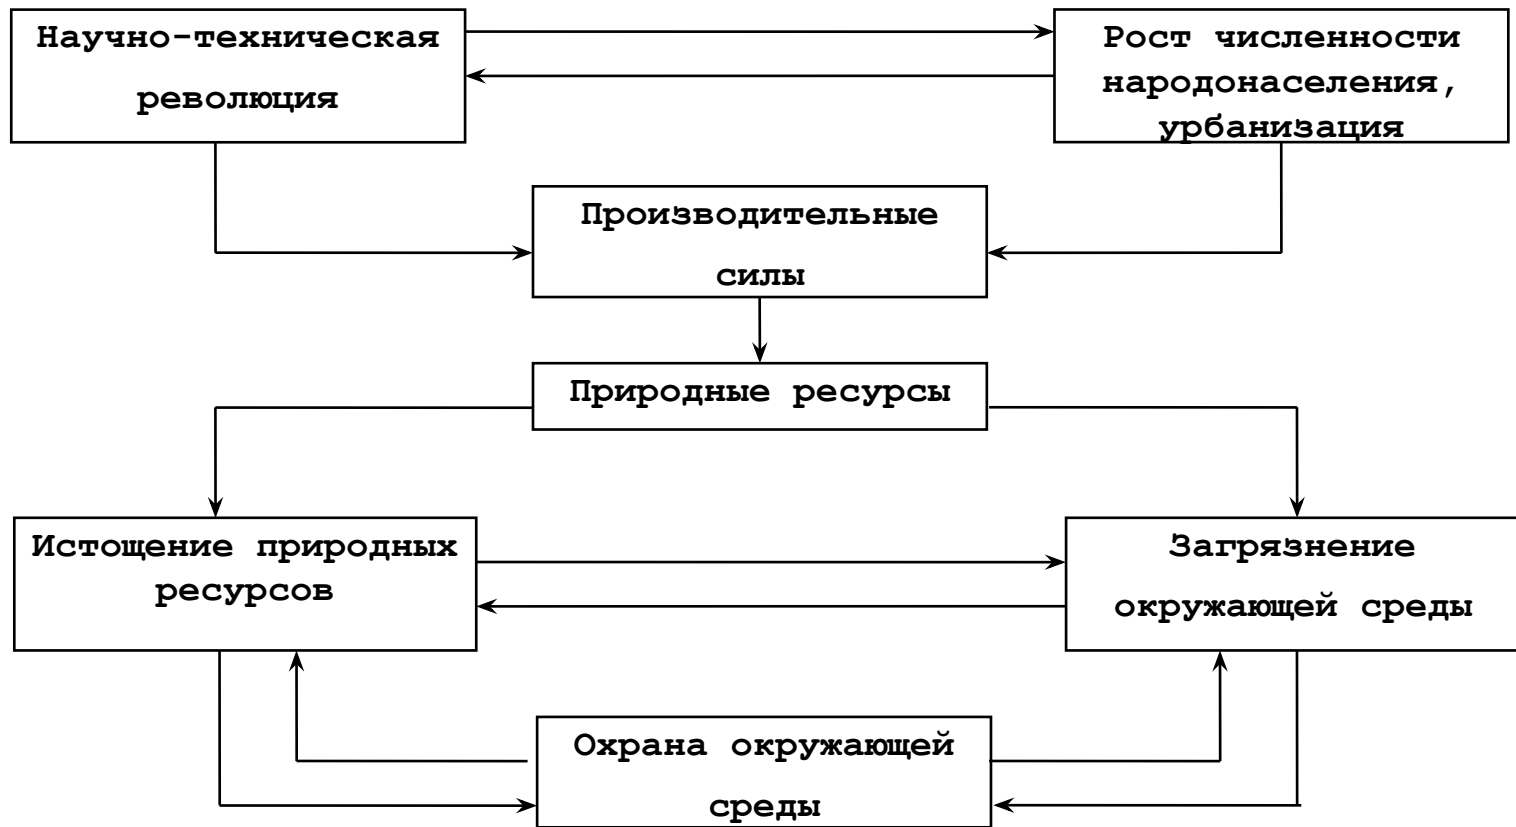 Научно-техническая
революция
Рост численности
народонаселения,
урбанизация
Производительные
силы
Природные ресурсы
Истощение природных
ресурсов
Загрязнение
окружающей среды
Охрана окружающей
среды